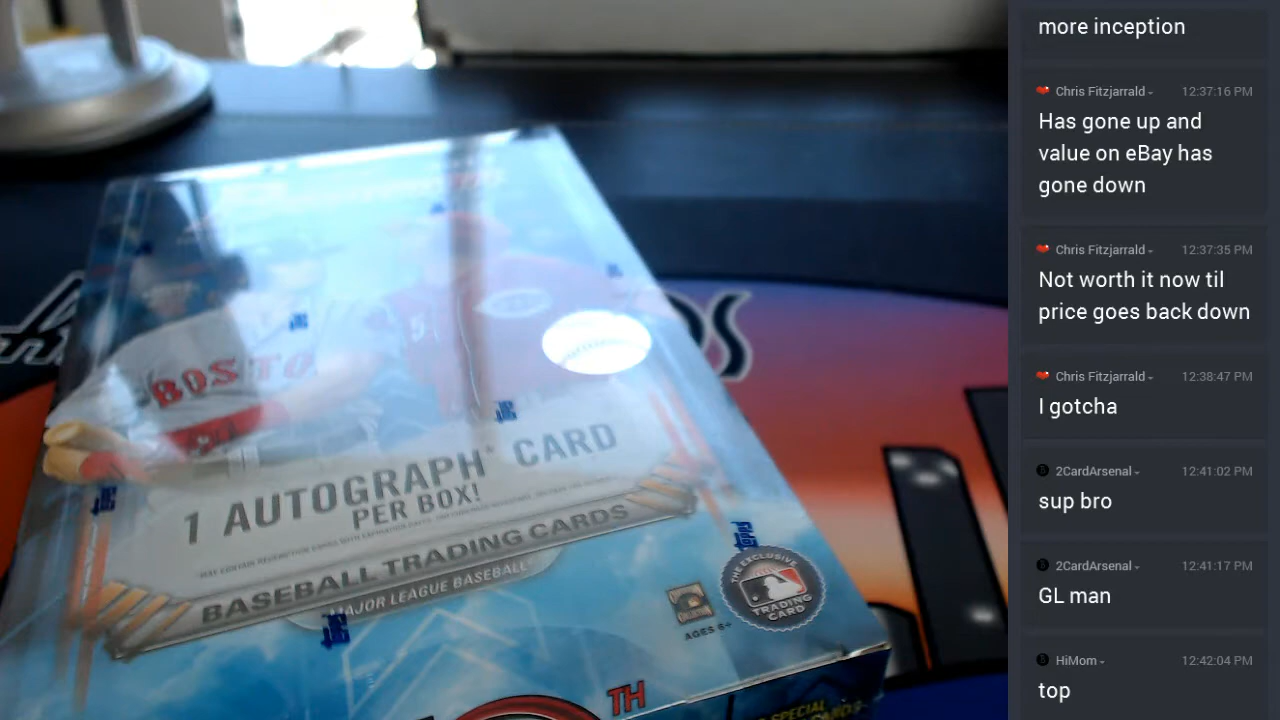 BOSTO
1 AUTOGRAPH® CARD
PER BOX!
BASEBALL TRADING CARDS
MAJOR LEAGUE BASEBALL
THE EXCLUSIVE
TRADING
CARD
AGES 6+
topps
TH
SPECIAL
more inception
Chris Fitzjarrald 12:37:16 PM
Has gone up and
value on eBay has
gone down
Chris Fitzjarrald 12:37:35 PM
Not worth it now til
price goes back down
Chris Fitzjarrald 12:38:47 PM
I gotcha
2CardArsenal 12:41:02 PM
sup bro
2CardArsenal 12:41:17 PM
GL man
HiMom 12:42:04 PM
top